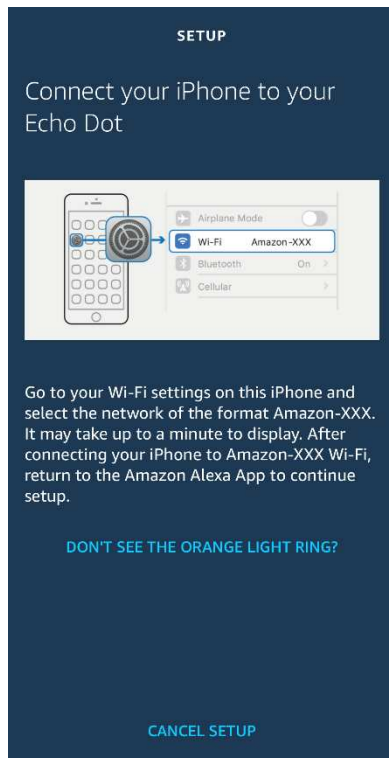 SETUP
Connect your iPhone to your
Echo Dot
Airplane Mode
Wi-Fi Amazon-XXX
Bluetooth On
Cellular
Go to your Wi-Fi settings on this iPhone and
select the network of the format Amazon-XXX.
It may take up to a minute to display. After
connecting your iPhone to Amazon-XXX Wi-Fi,
return to the Amazon Alexa App to continue
setup.
DON'T SEE THE ORANGE LIGHT RING?
CANCEL SETUP